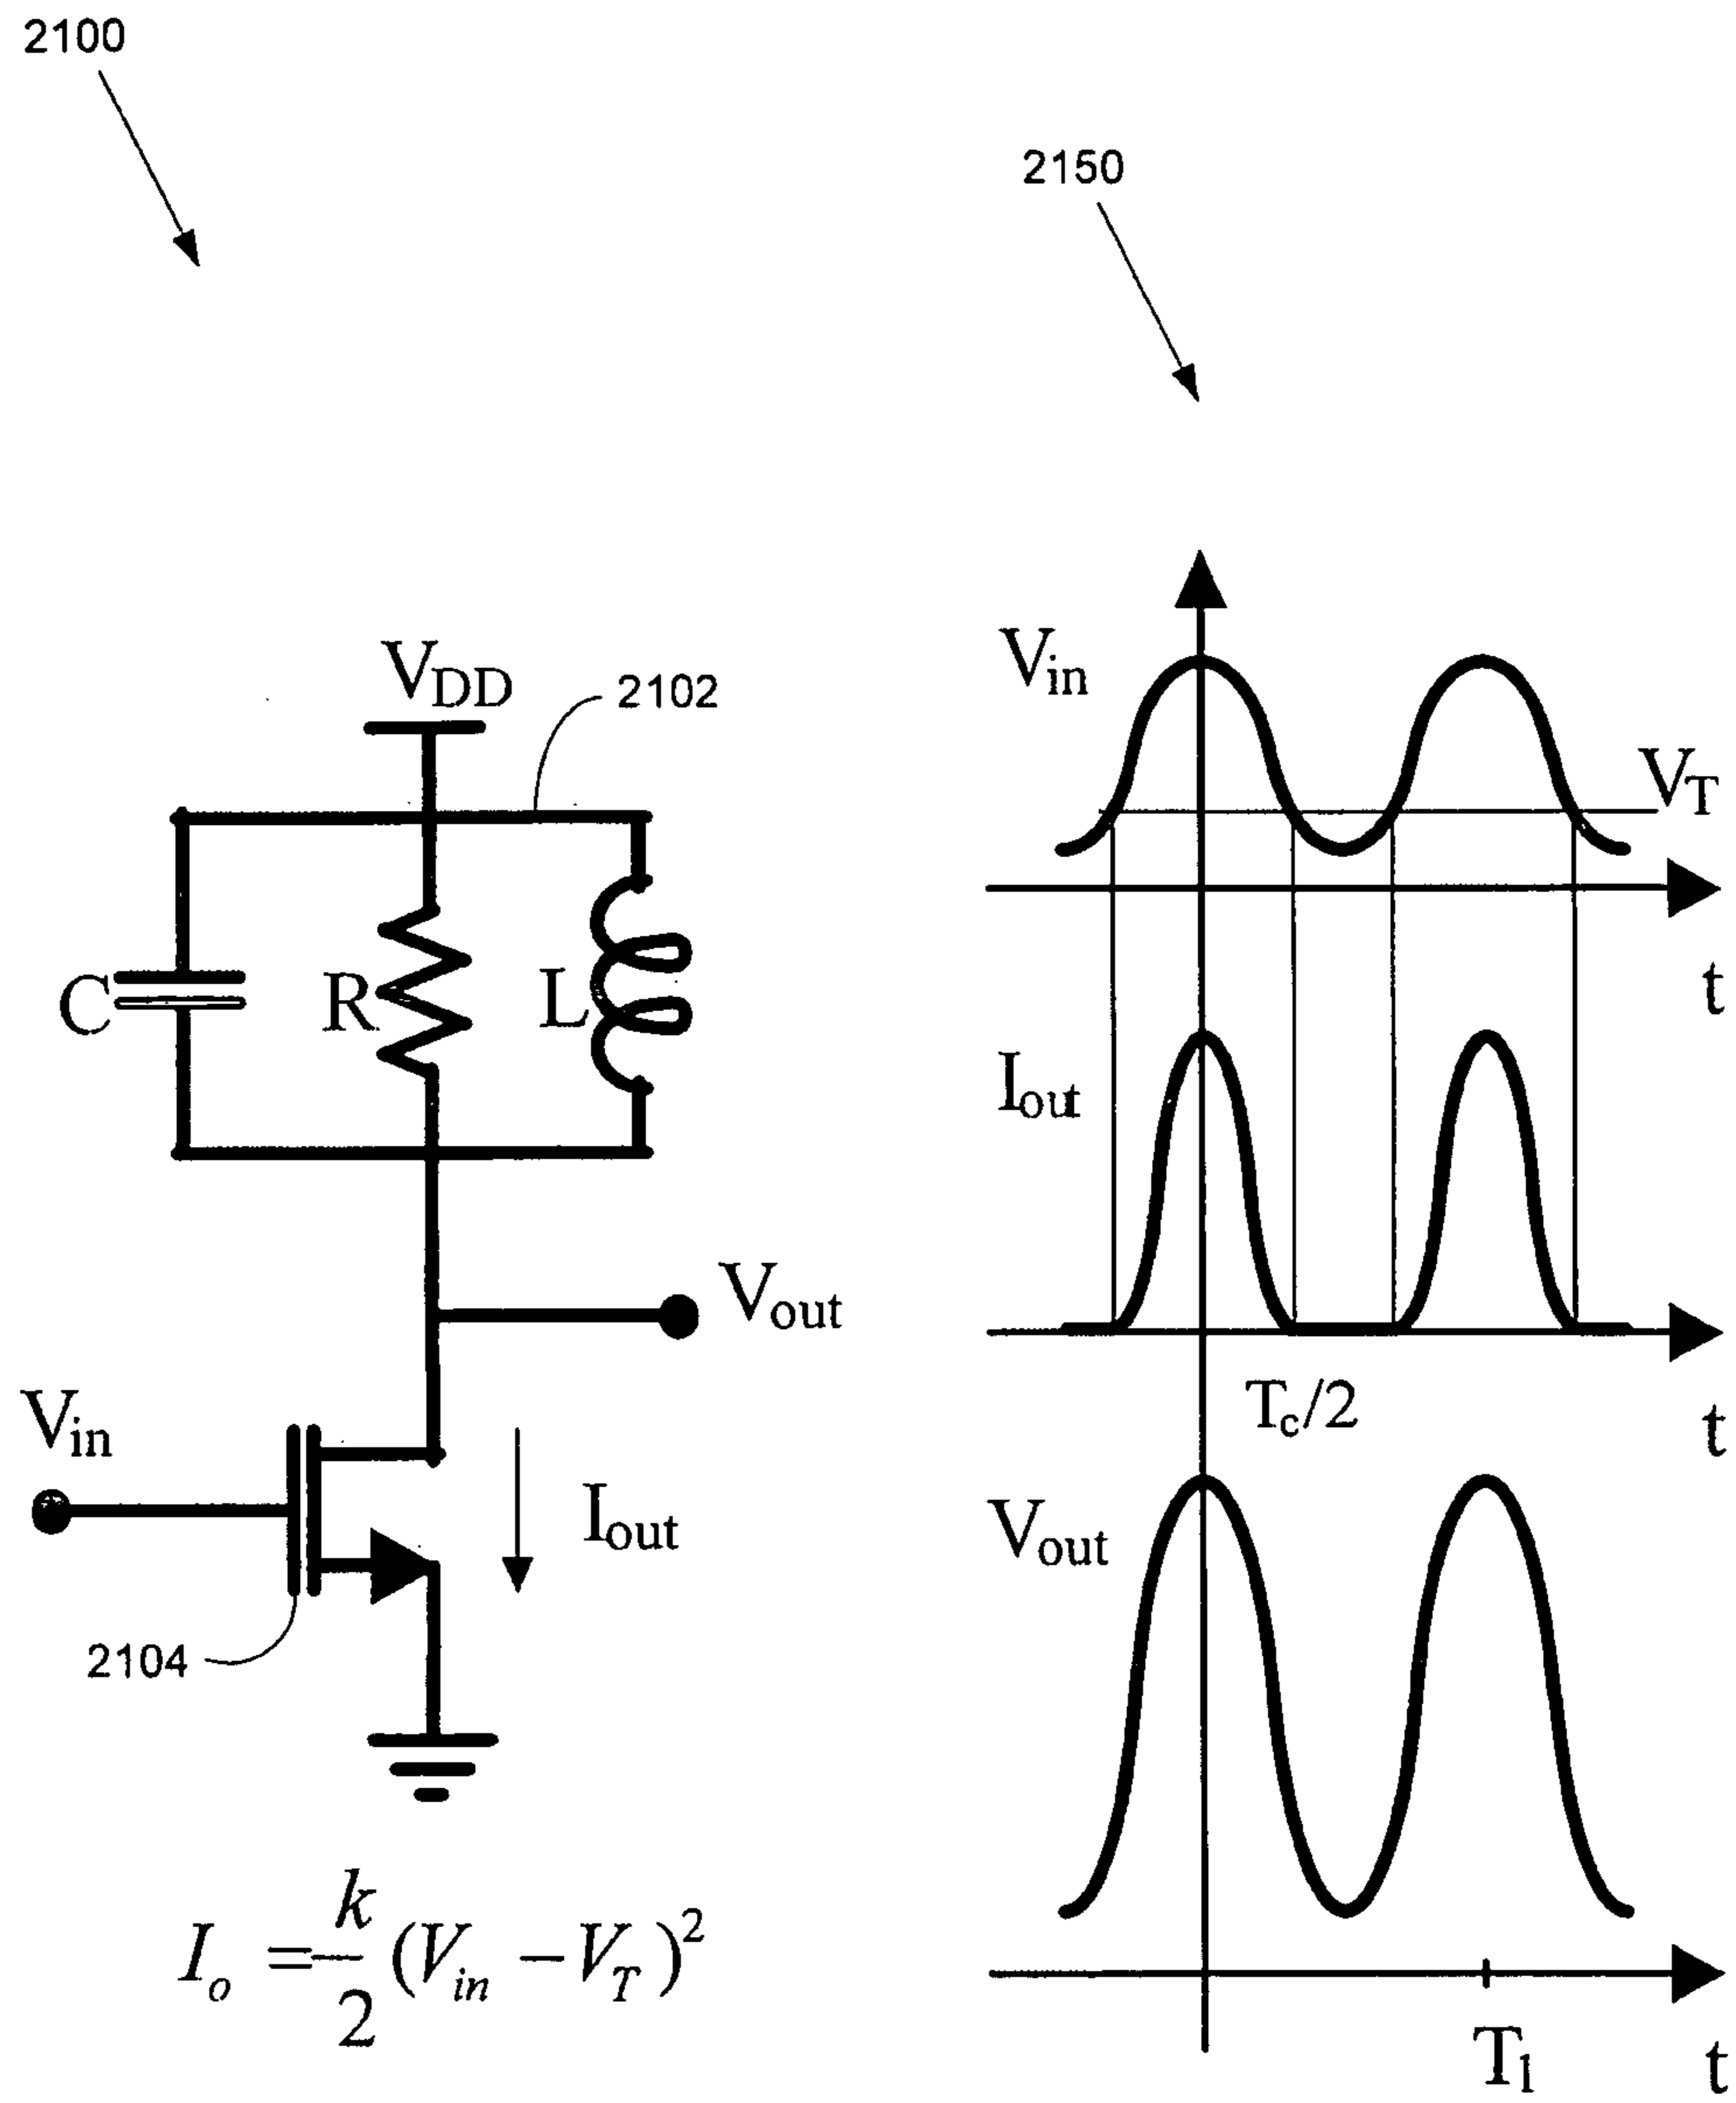 2100
2150
V_DD
2102
C
R
L
V_out
V_in
I_out
2104
I_o = k/2 (V_in − V_T)^2
V_in
V_T
t
I_out
T_c/2
t
V_out
T_1
t